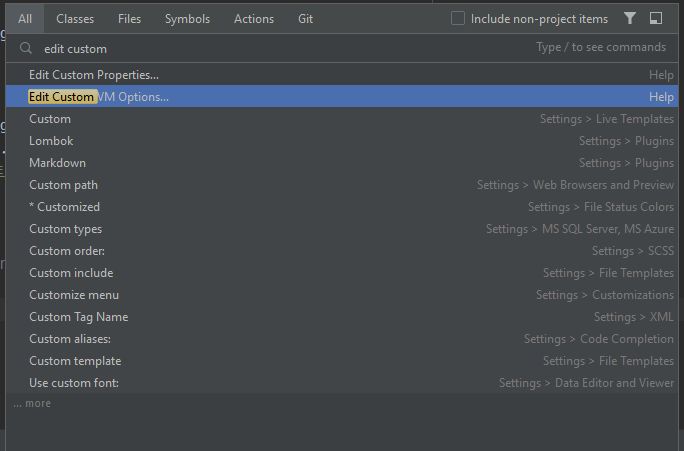 All Classes Files Symbols Actions Git Include non-project items
edit custom Type / to see commands
Edit Custom Properties... Help
Edit Custom VM Options... Help
Custom Settings > Live Templates
Lombok Settings > Plugins
Markdown Settings > Plugins
Custom path Settings > Web Browsers and Preview
* Customized Settings > File Status Colors
Custom types Settings > MS SQL Server, MS Azure
Custom order: Settings > SCSS
Custom include Settings > File Templates
Customize menu Settings > Customizations
Custom Tag Name Settings > XML
Custom aliases: Settings > Code Completion
Custom template Settings > File Templates
Use custom font: Settings > Data Editor and Viewer
... more